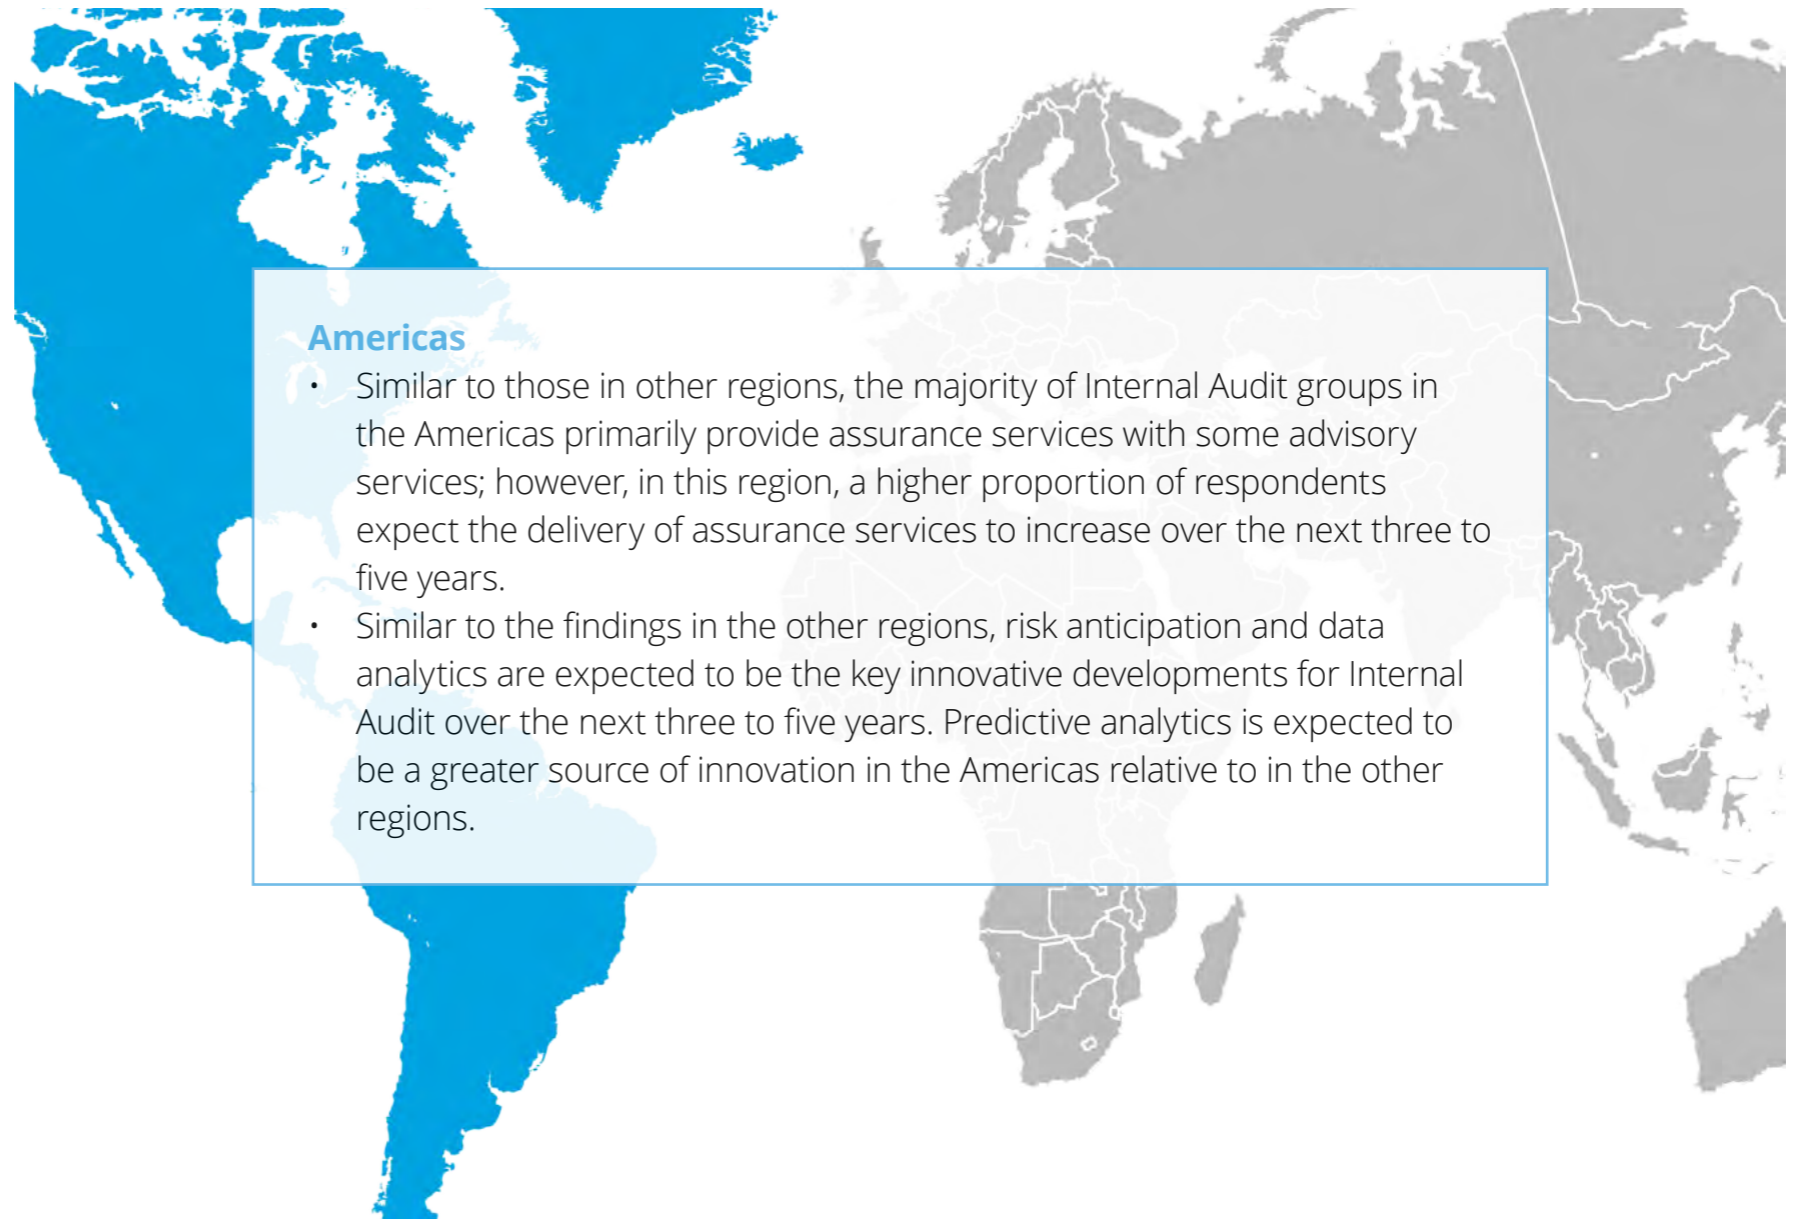 Americas
• Similar to those in other regions, the majority of Internal Audit groups in
the Americas primarily provide assurance services with some advisory
services; however, in this region, a higher proportion of respondents
expect the delivery of assurance services to increase over the next three to
five years.
• Similar to the findings in the other regions, risk anticipation and data
analytics are expected to be the key innovative developments for Internal
Audit over the next three to five years. Predictive analytics is expected to
be a greater source of innovation in the Americas relative to in the other
regions.